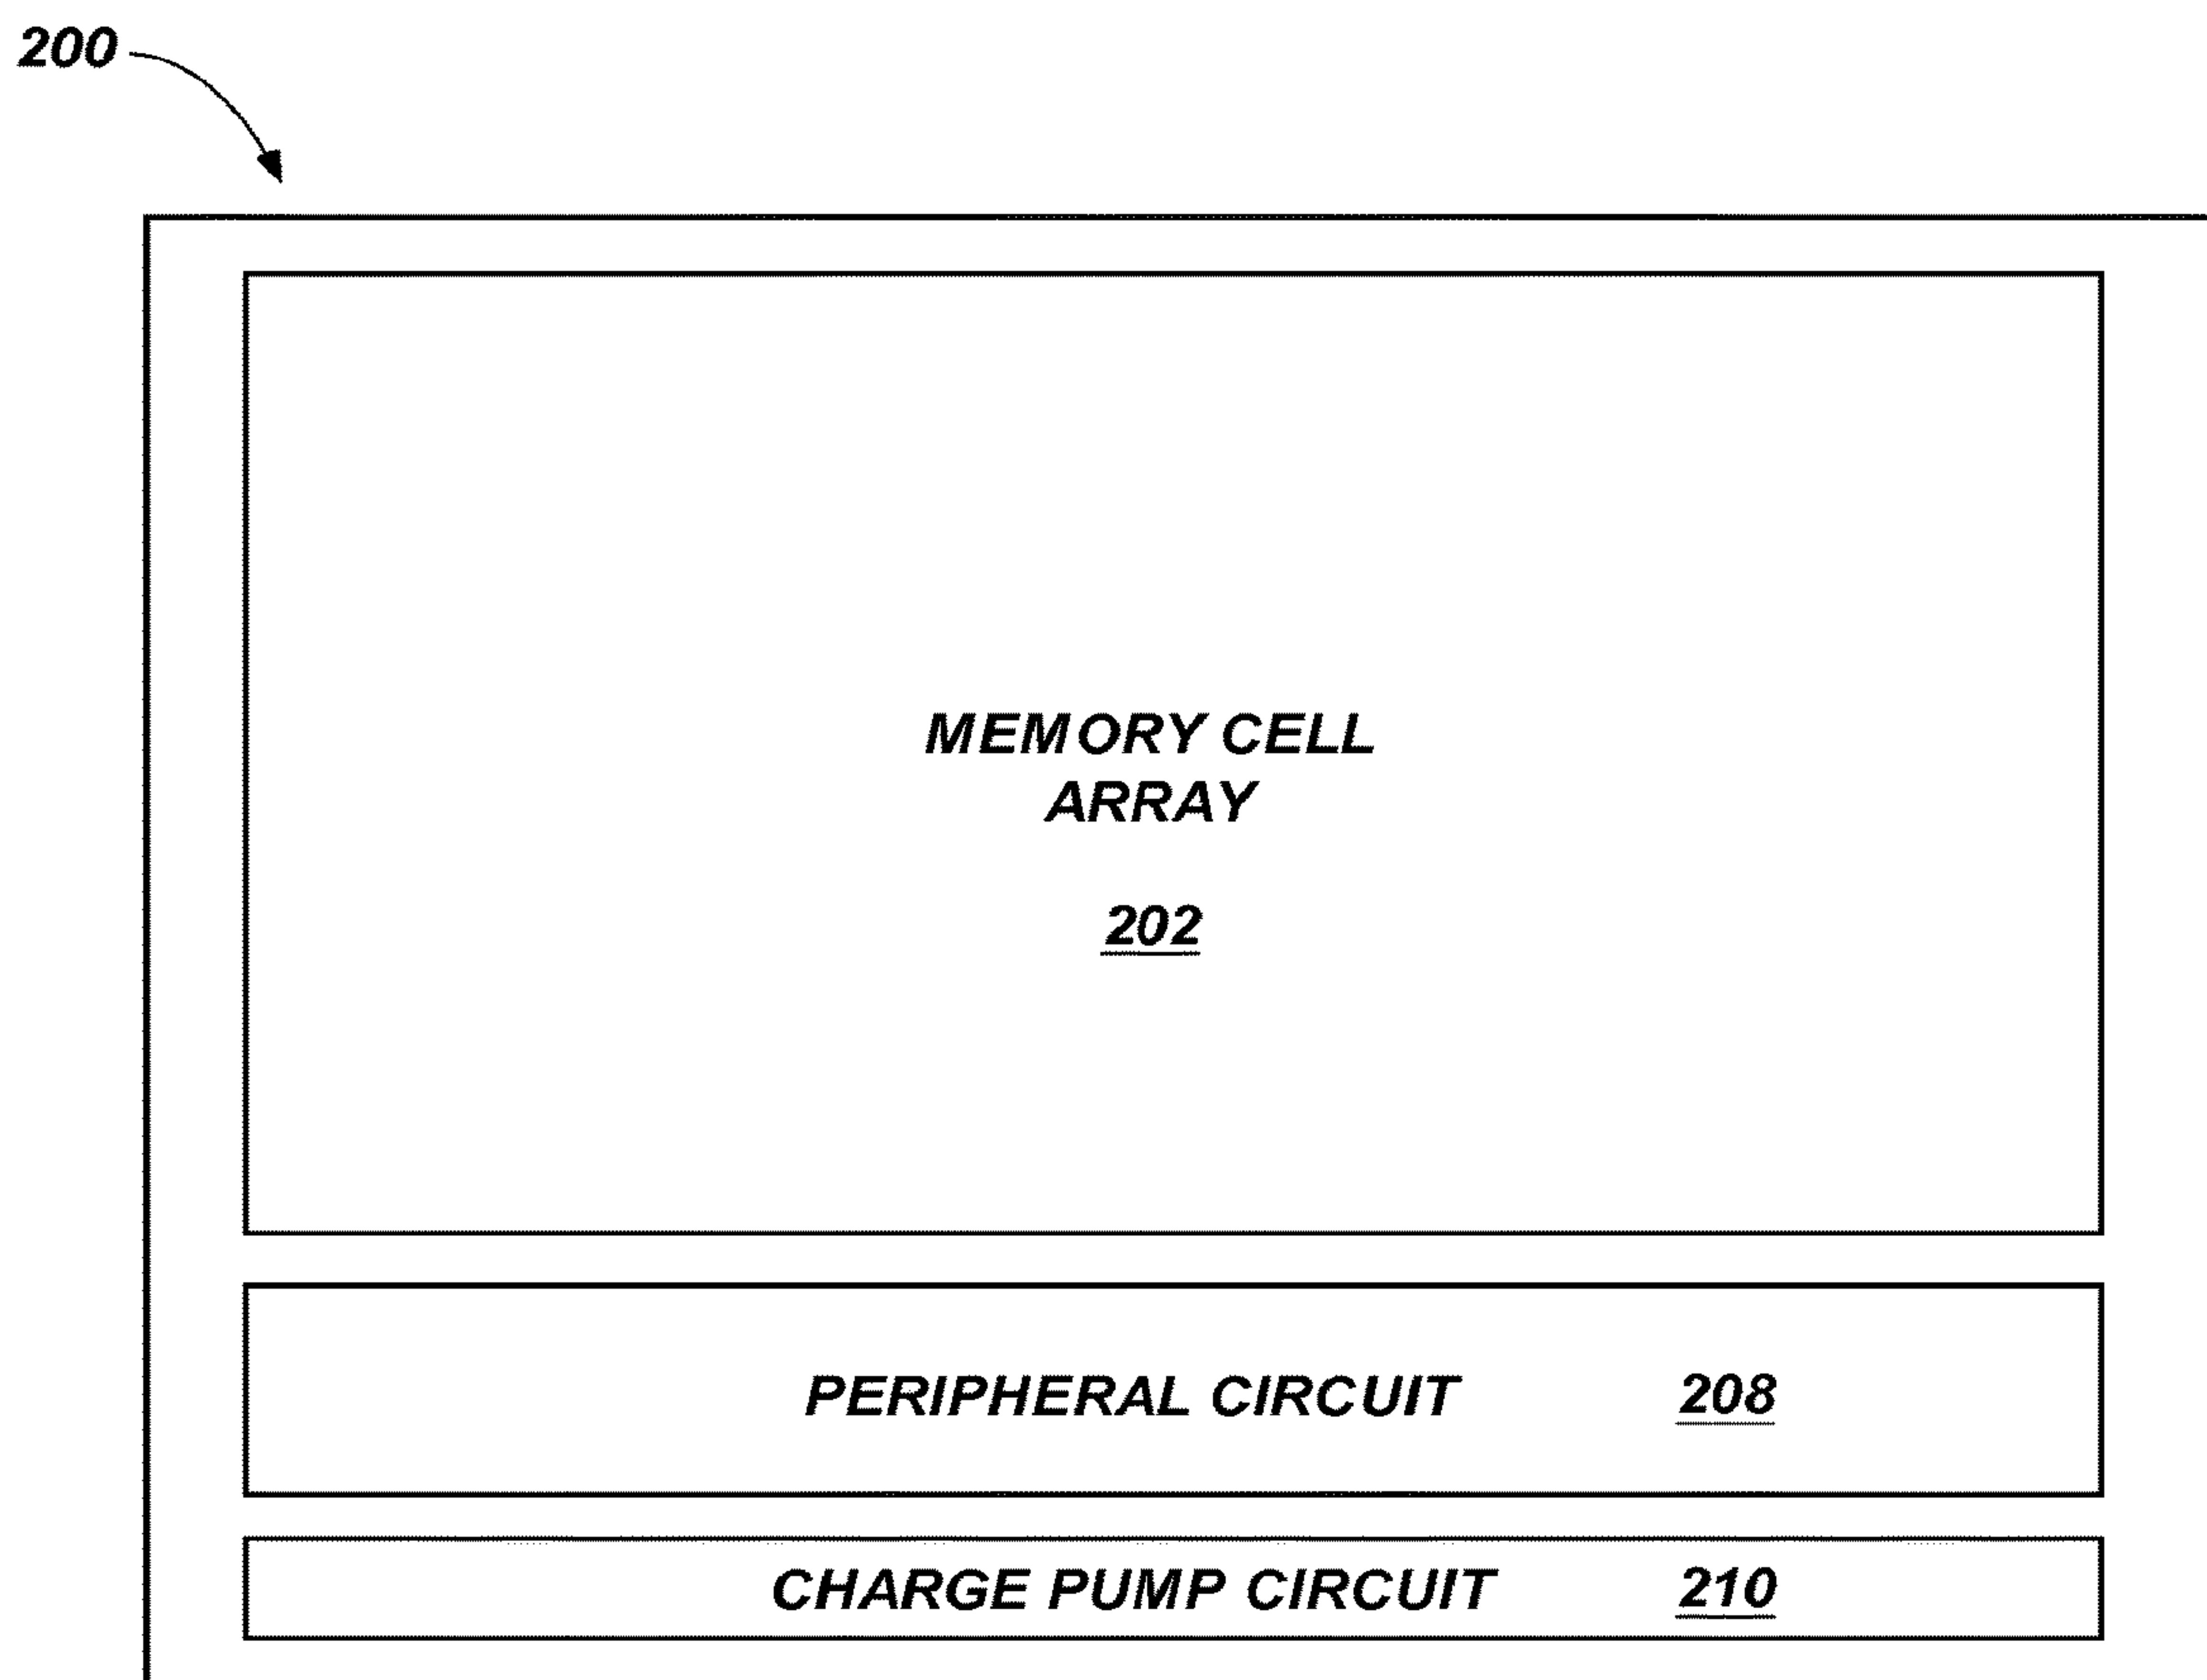 200
MEMORY CELL
ARRAY
202
PERIPHERAL CIRCUIT 208
CHARGE PUMP CIRCUIT 210